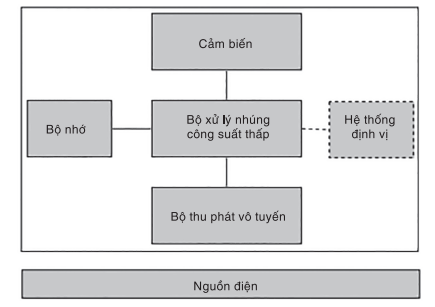 Cảm biến
Bộ nhớ
Bộ xử lý nhúng
công suất thấp
Hệ thống
định vị
Bộ thu phát vô tuyến
Nguồn điện